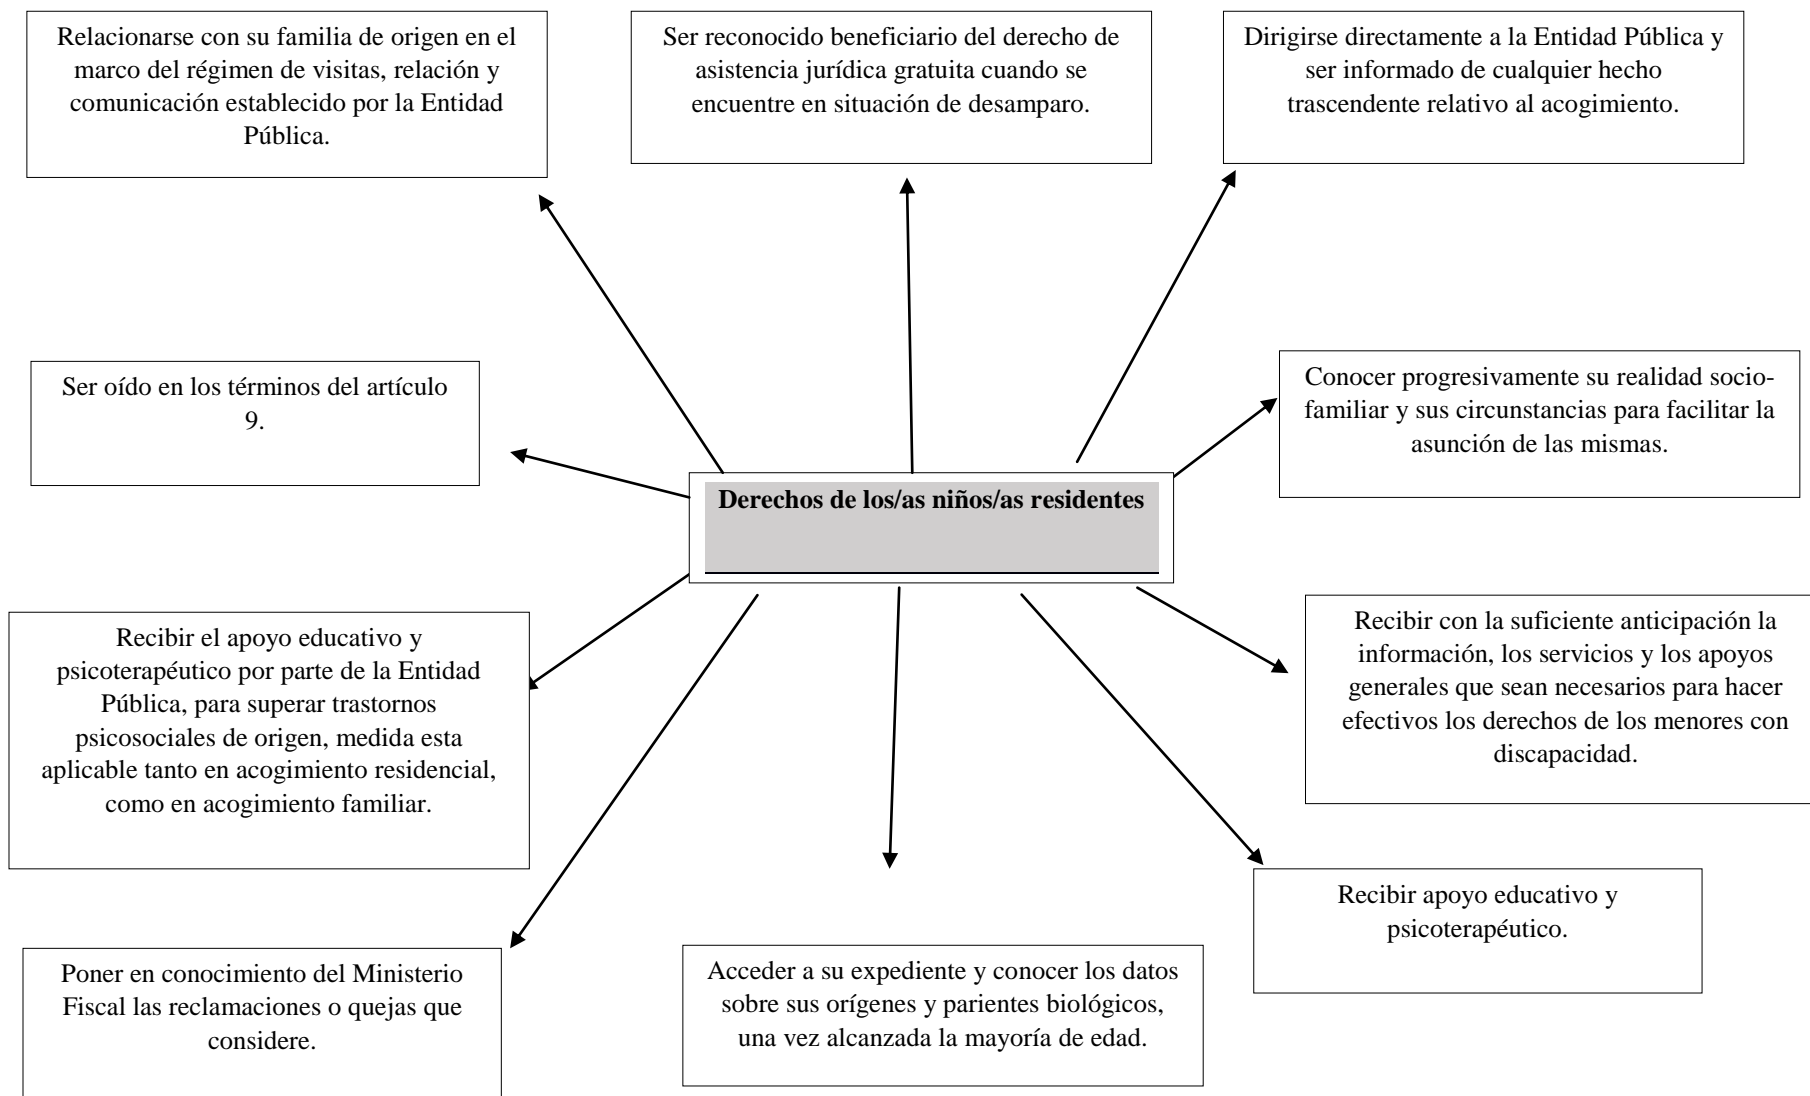 Relacionarse con su familia de origen en el
marco del régimen de visitas, relación y
comunicación establecido por la Entidad
Pública.
Ser reconocido beneficiario del derecho de
asistencia jurídica gratuita cuando se
encuentre en situación de desamparo.
Dirigirse directamente a la Entidad Pública y
ser informado de cualquier hecho
trascendente relativo al acogimiento.
Ser oído en los términos del artículo
9.
Conocer progresivamente su realidad socio-
familiar y sus circunstancias para facilitar la
asunción de las mismas.
Derechos de los/as niños/as residentes
Recibir el apoyo educativo y
psicoterapéutico por parte de la Entidad
Pública, para superar trastornos
psicosociales de origen, medida esta
aplicable tanto en acogimiento residencial,
como en acogimiento familiar.
Recibir con la suficiente anticipación la
información, los servicios y los apoyos
generales que sean necesarios para hacer
efectivos los derechos de los menores con
discapacidad.
Recibir apoyo educativo y
psicoterapéutico.
Poner en conocimiento del Ministerio
Fiscal las reclamaciones o quejas que
considere.
Acceder a su expediente y conocer los datos
sobre sus orígenes y parientes biológicos,
una vez alcanzada la mayoría de edad.